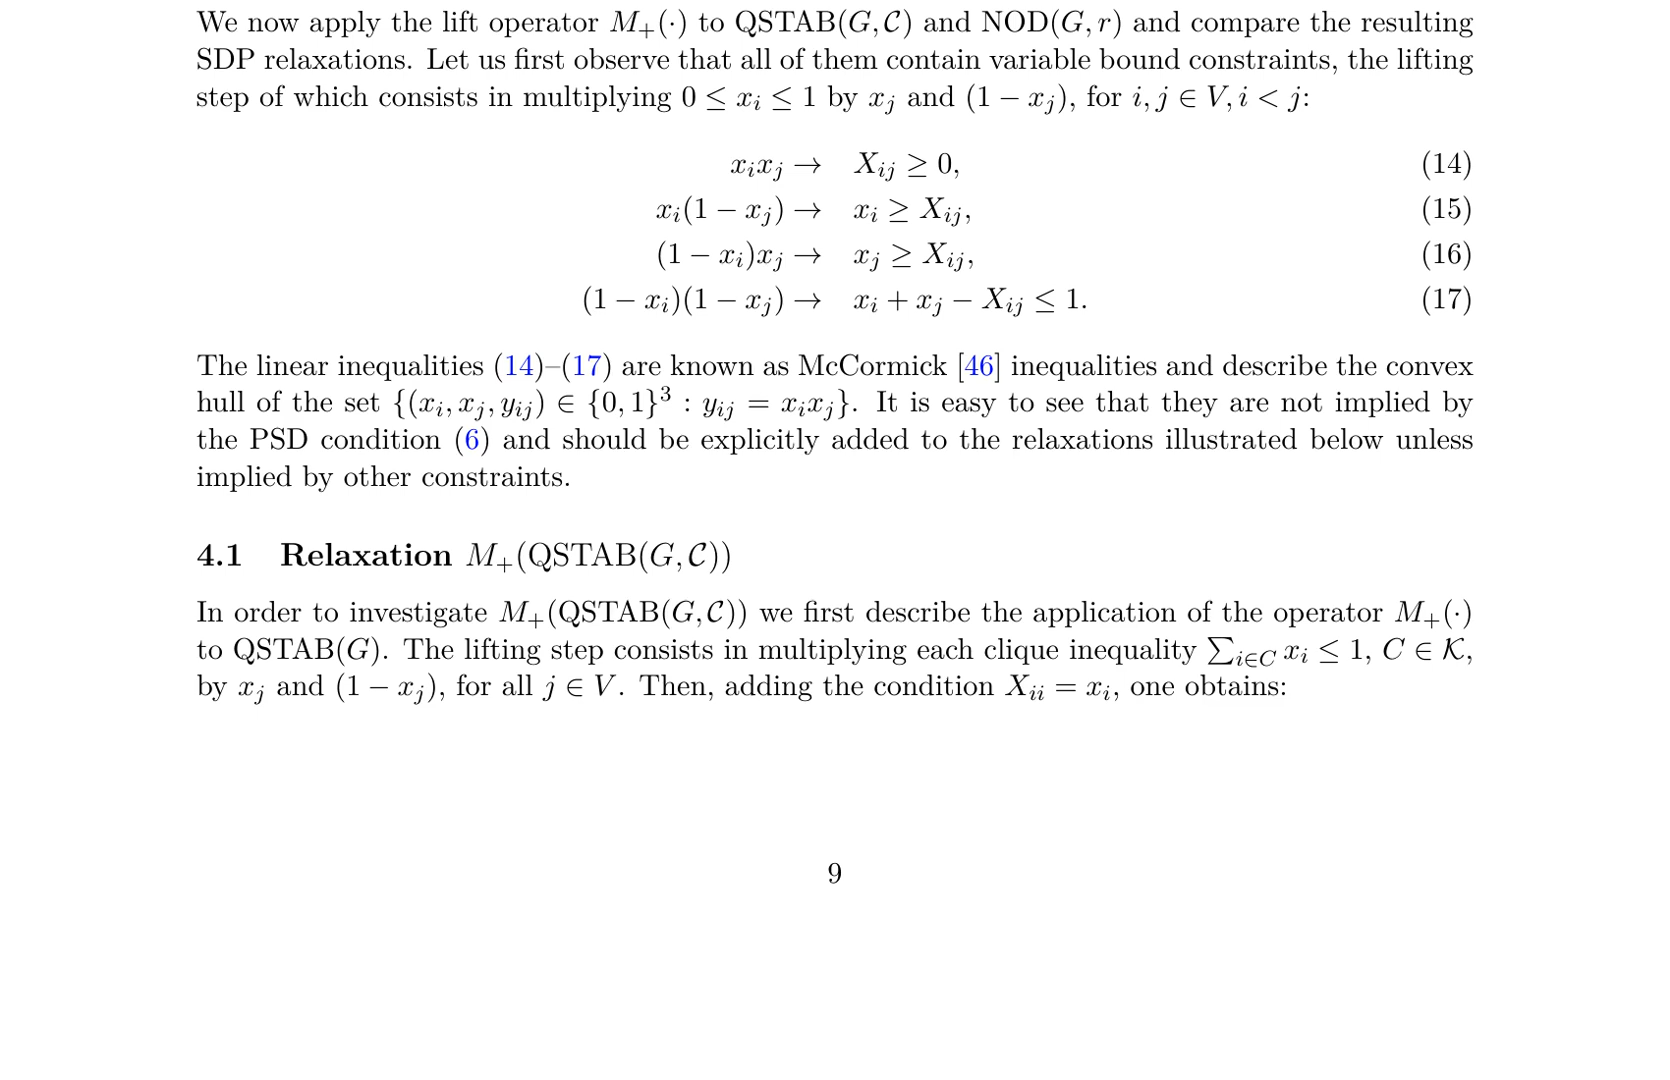 We now apply the lift operator M₊(·) to QSTAB(G, 𝒞) and NOD(G, r) and compare the resulting
SDP relaxations. Let us first observe that all of them contain variable bound constraints, the lifting
step of which consists in multiplying 0 ≤ xᵢ ≤ 1 by xⱼ and (1 − xⱼ), for i, j ∈ V, i < j:
xᵢxⱼ → Xᵢⱼ ≥ 0, (14)
xᵢ(1 − xⱼ) → xᵢ ≥ Xᵢⱼ, (15)
(1 − xᵢ)xⱼ → xⱼ ≥ Xᵢⱼ, (16)
(1 − xᵢ)(1 − xⱼ) → xᵢ + xⱼ − Xᵢⱼ ≤ 1. (17)
The linear inequalities (14)–(17) are known as McCormick [46] inequalities and describe the convex
hull of the set {(xᵢ, xⱼ, yᵢⱼ) ∈ {0, 1}³ : yᵢⱼ = xᵢxⱼ}. It is easy to see that they are not implied by
the PSD condition (6) and should be explicitly added to the relaxations illustrated below unless
implied by other constraints.
4.1 Relaxation M₊(QSTAB(G, 𝒞))
In order to investigate M₊(QSTAB(G, 𝒞)) we first describe the application of the operator M₊(·)
to QSTAB(G). The lifting step consists in multiplying each clique inequality ∑_{i∈C} xᵢ ≤ 1, C ∈ 𝒦,
by xⱼ and (1 − xⱼ), for all j ∈ V. Then, adding the condition Xᵢᵢ = xᵢ, one obtains:
9